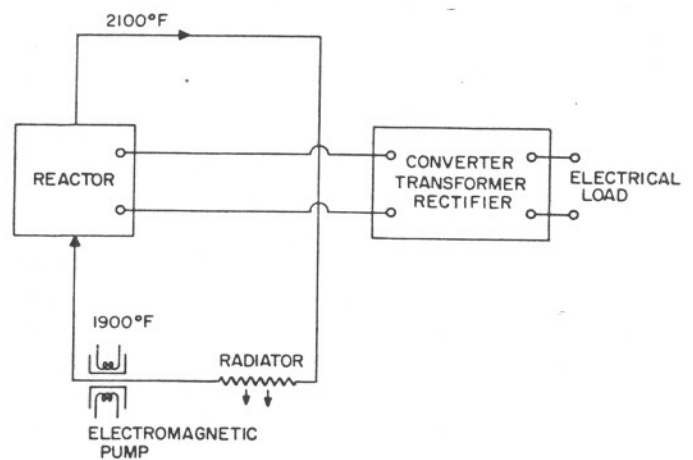 2100°F
REACTOR
CONVERTER
TRANSFORMER
RECTIFIER
ELECTRICAL
LOAD
1900°F
RADIATOR
ELECTROMAGNETIC
PUMP